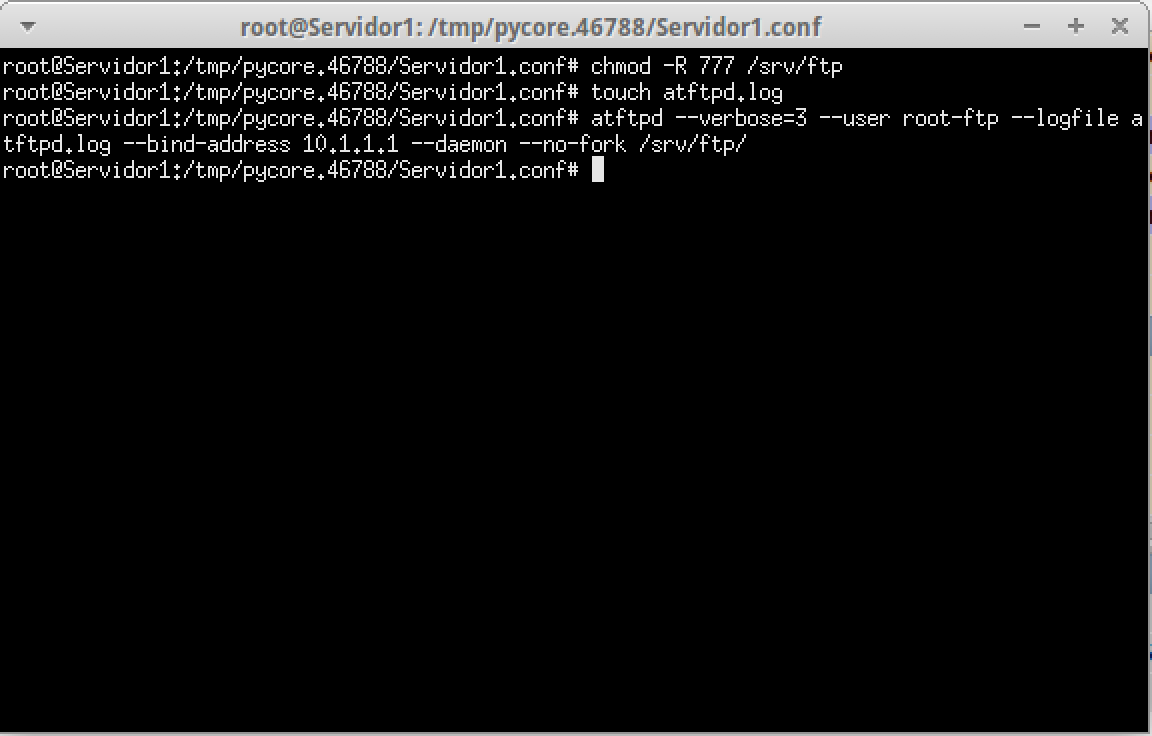 root@Servidor1: /tmp/pycore.46788/Servidor1.conf
root@Servidor1:/tmp/pycore.46788/Servidor1.conf# chmod -R 777 /srv/ftp
root@Servidor1:/tmp/pycore.46788/Servidor1.conf# touch atftpd.log
root@Servidor1:/tmp/pycore.46788/Servidor1.conf# atftpd --verbose=3 --user root-ftp --logfile a
tftpd.log --bind-address 10.1.1.1 --daemon --no-fork /srv/ftp/
root@Servidor1:/tmp/pycore.46788/Servidor1.conf#